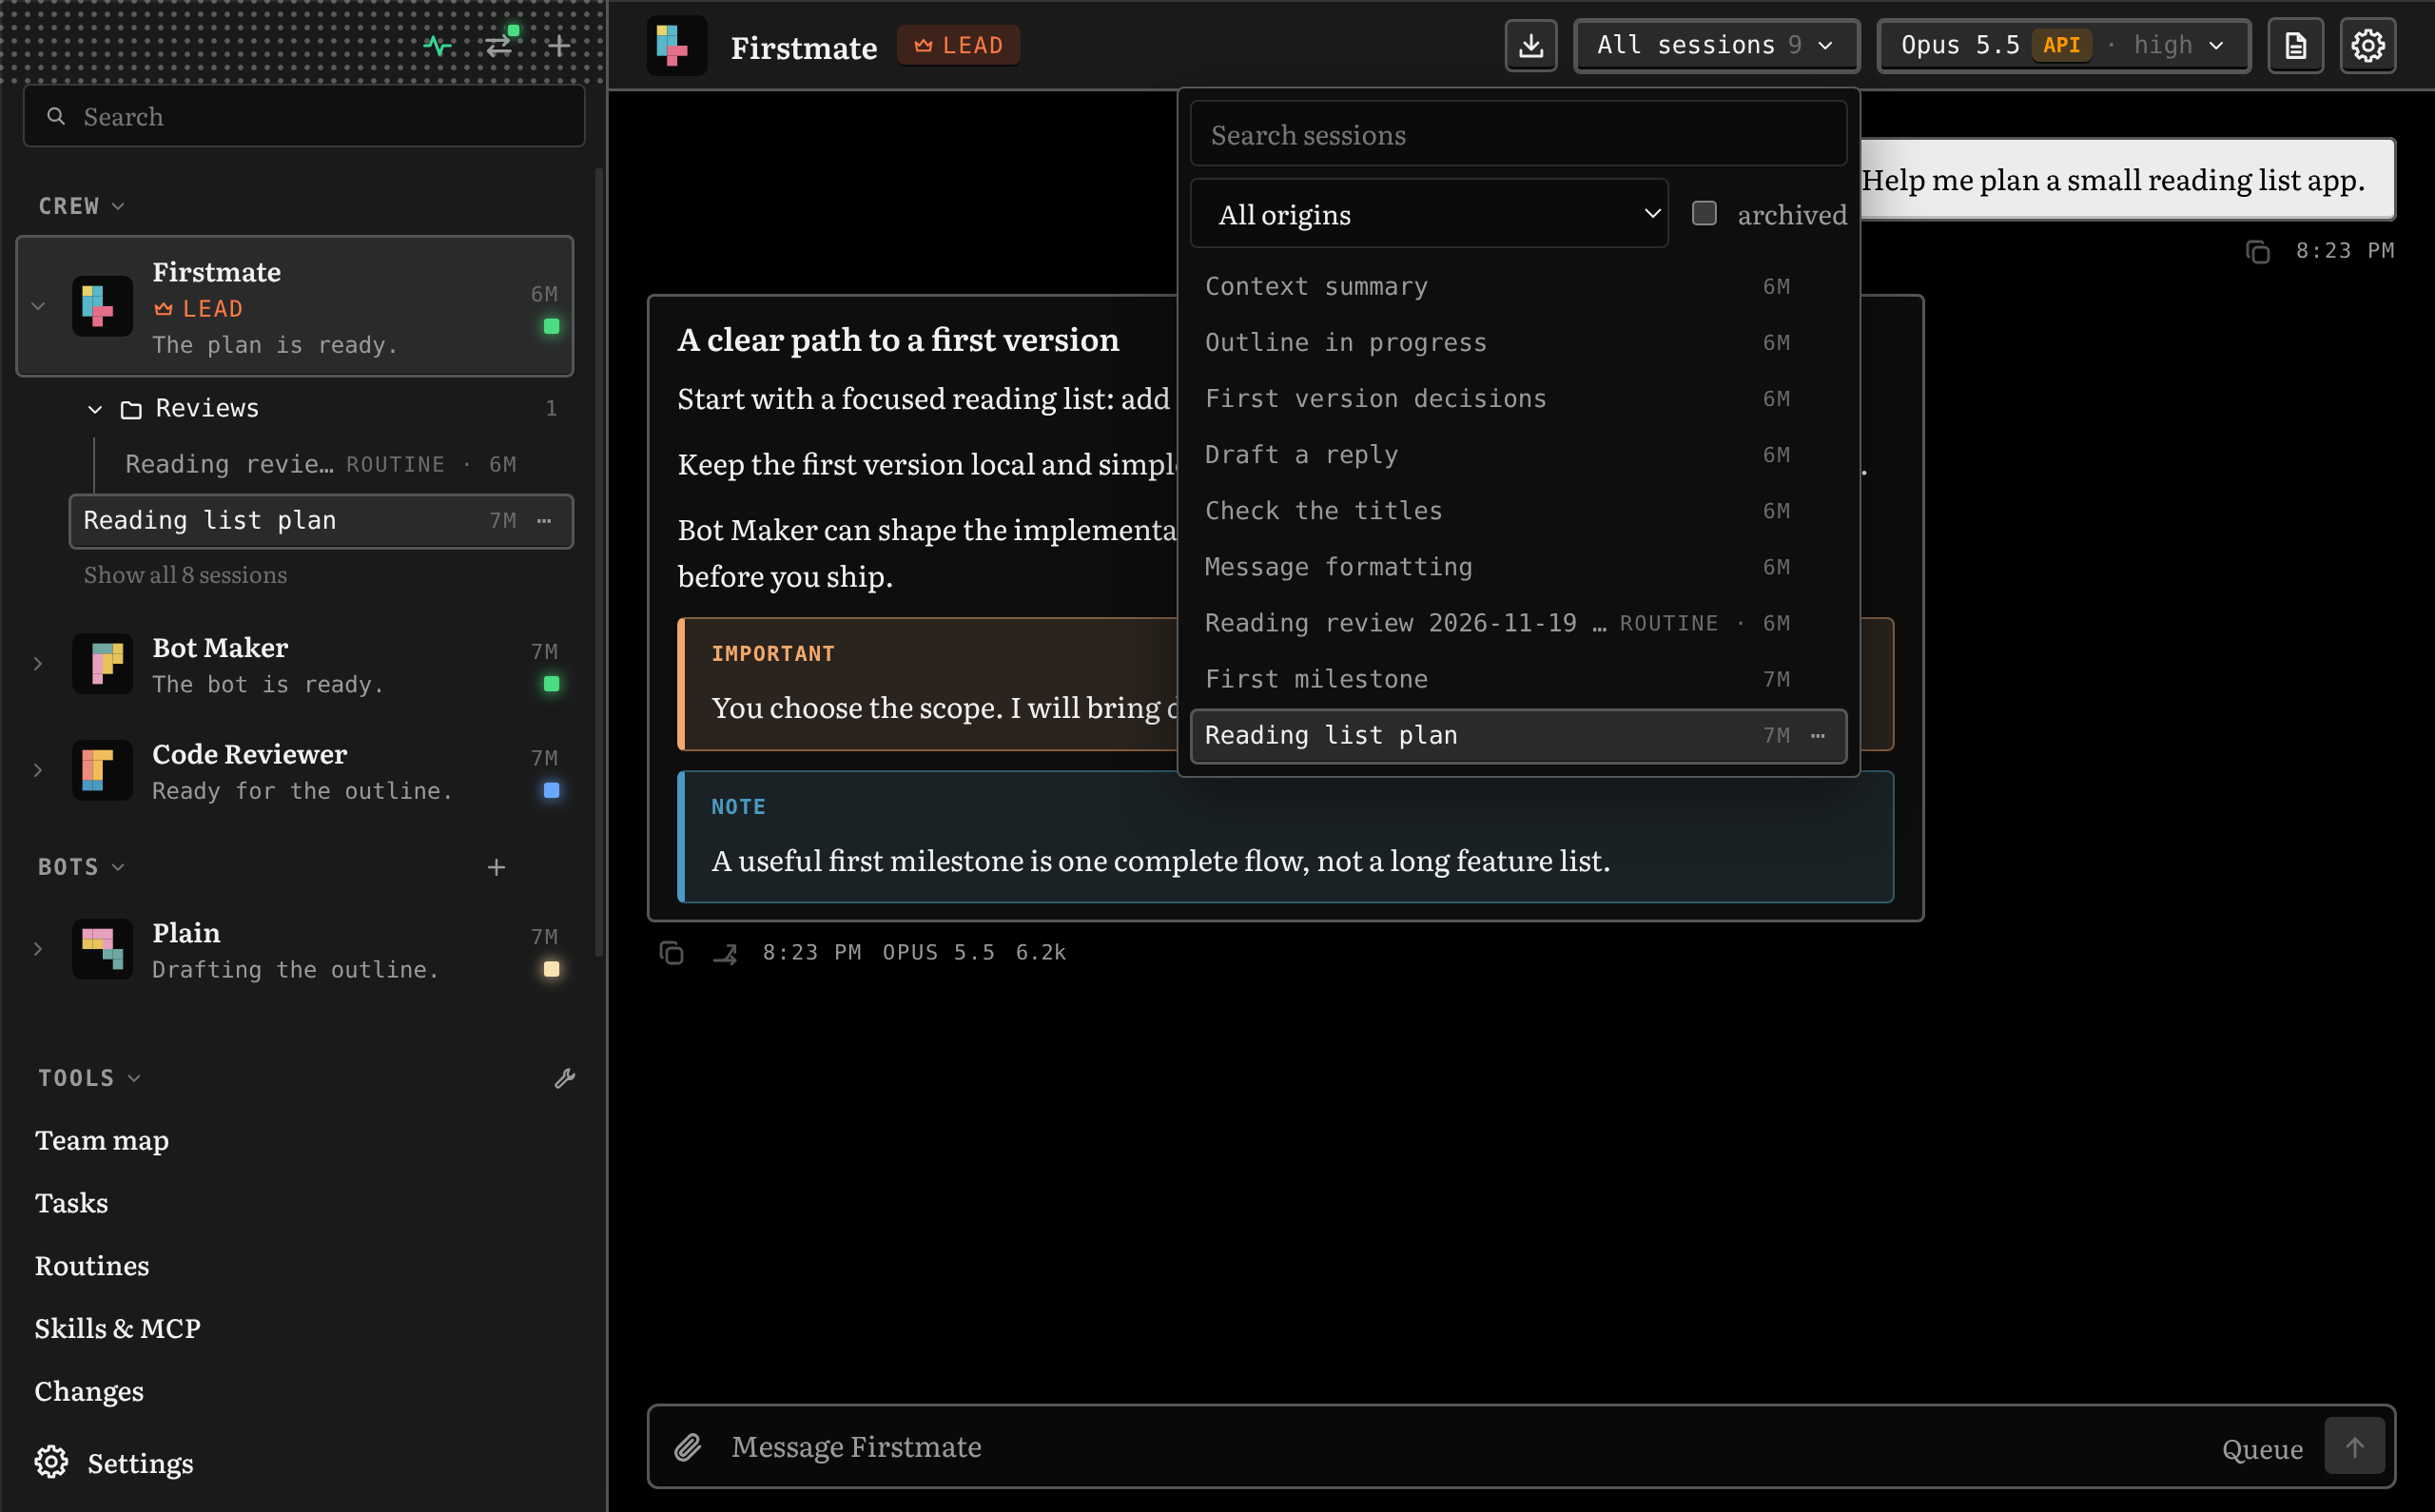 Search
CREW
Firstmate
6M
LEAD
The plan is ready.
Reviews
1
Reading revie… ROUTINE · 6M
Reading list plan
7M
Show all 8 sessions
Bot Maker
7M
The bot is ready.
Code Reviewer
7M
Ready for the outline.
BOTS
Plain
7M
Drafting the outline.
TOOLS
Team map
Tasks
Routines
Skills & MCP
Changes
Settings
Firstmate
LEAD
All sessions 9
Opus 5.5 API · high
Search sessions
All origins
archived
Context summary 6M
Outline in progress 6M
First version decisions 6M
Draft a reply 6M
Check the titles 6M
Message formatting 6M
Reading review 2026-11-19 … ROUTINE · 6M
First milestone 7M
Reading list plan 7M
Help me plan a small reading list app.
8:23 PM
A clear path to a first version
Start with a focused reading list: add
Keep the first version local and simple
.
Bot Maker can shape the implementa
before you ship.
IMPORTANT
You choose the scope. I will bring
NOTE
A useful first milestone is one complete flow, not a long feature list.
8:23 PM OPUS 5.5 6.2k
Message Firstmate
Queue